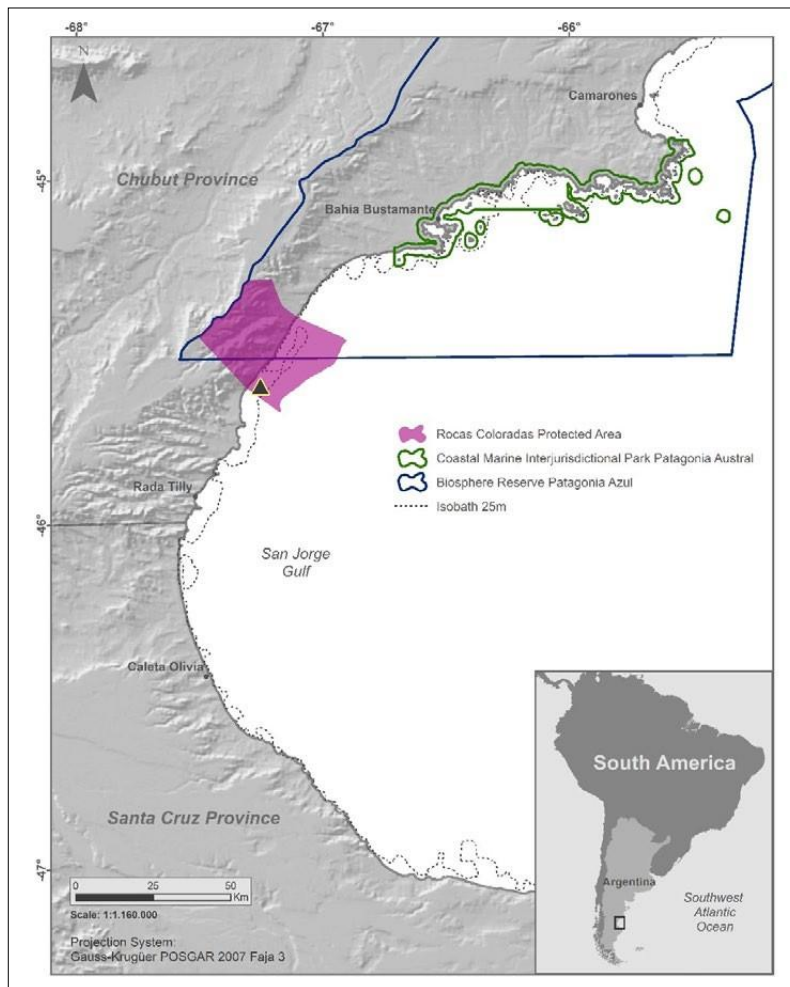 -68°
-67°
-66°
N
Camarones
-45°
Chubut Province
Bahia Bustamante
Rocas Coloradas Protected Area
Coastal Marine Interjurisdictional Park Patagonia Austral
Biosphere Reserve Patagonia Azul
Isobath 25m
Rada Tilly
-46°
San Jorge
Gulf
Caleta Olivia
South America
Santa Cruz Province
-47°
Argentina
0 25 50
Km
Scale: 1:1.160.000
Southwest
Atlantic
Ocean
Projection System:
Gauss-Krugüer POSGAR 2007 Faja 3